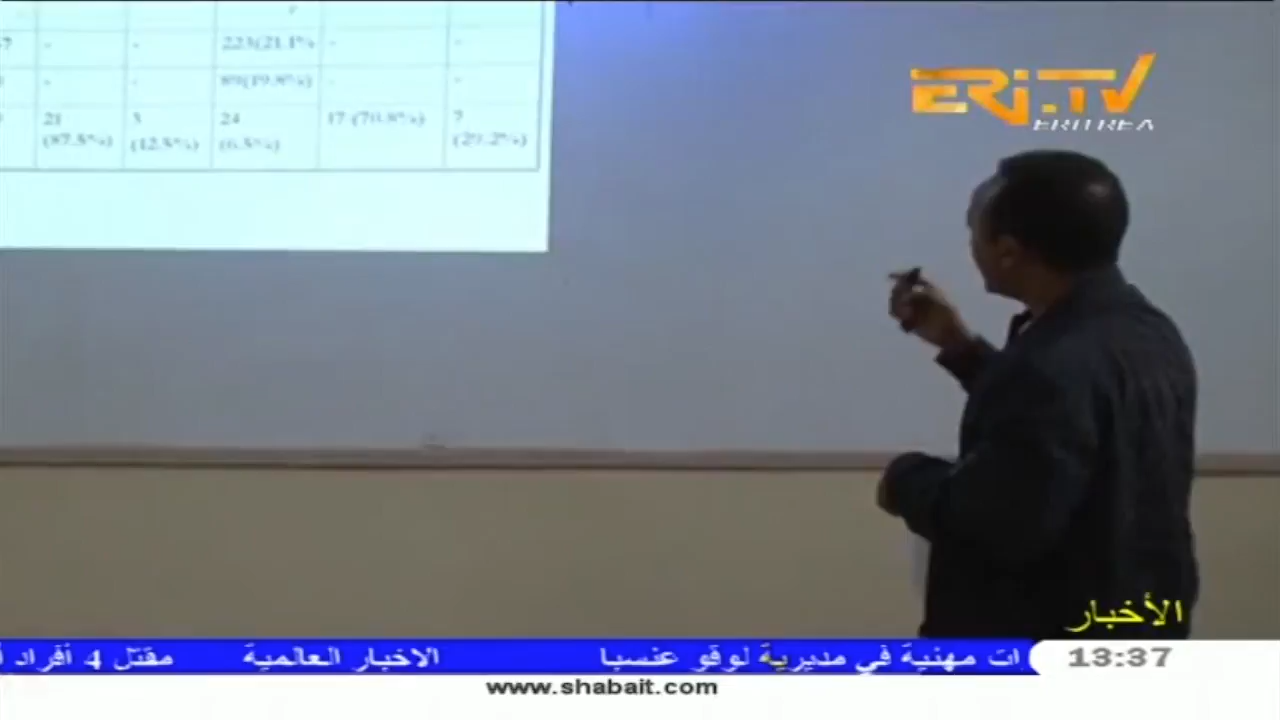 - - 223(21.1% - -
- - 89(19.8%) - -
21 3 24 17 (70.8%) 7
(87.5%) (12.5%) (6.5%) (29.2%)
ERi.TV
ERITREA
الأخبار
ات مهنية في مديرية لوقو عنسبا الاخبار العالمية مقتل 4 أفراد
13:37
www.shabait.com